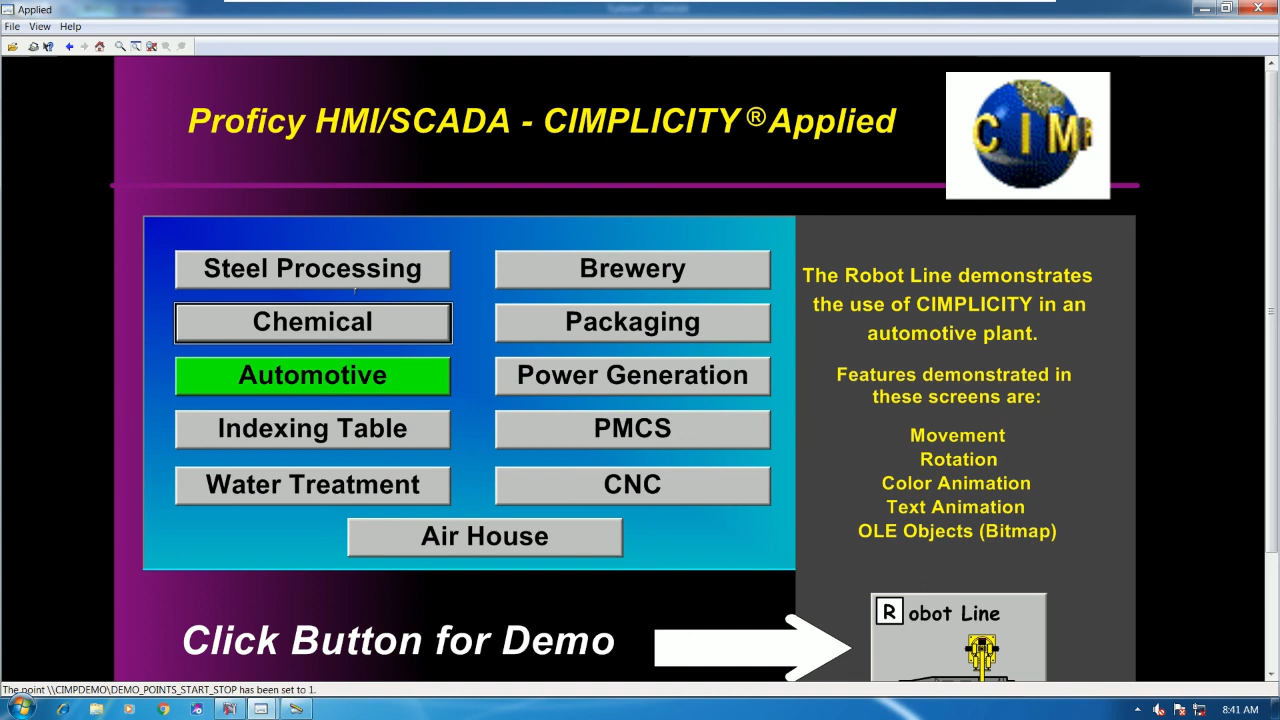 Applied
File View Help
Proficy HMI/SCADA - CIMPLICITY ® Applied
C I M
Steel Processing
Brewery
Chemical
Packaging
Automotive
Power Generation
Indexing Table
PMCS
Water Treatment
CNC
Air House
The Robot Line demonstrates
the use of CIMPLICITY in an
automotive plant.
Features demonstrated in
these screens are:
Movement
Rotation
Color Animation
Text Animation
OLE Objects (Bitmap)
Click Button for Demo
Robot Line
The point \\CIMPDEMO\DEMO_POINTS_START_STOP has been set to 1.
8:41 AM